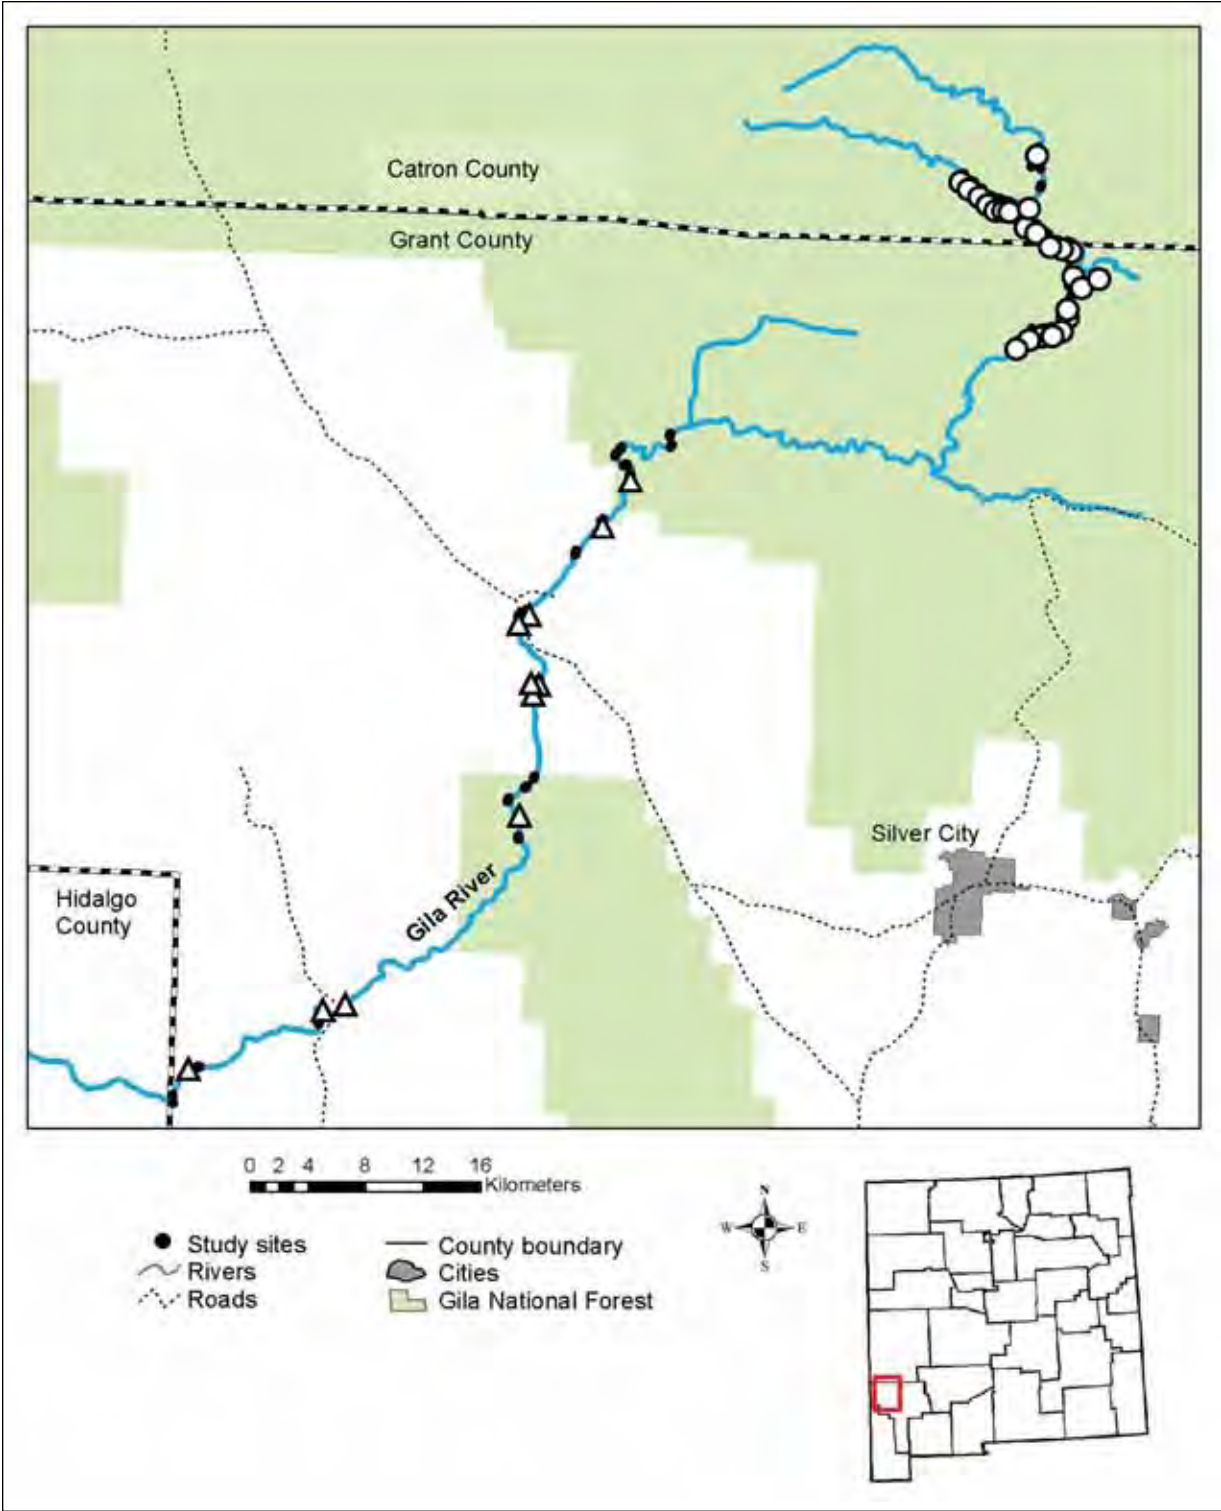 Catron County
Grant County
Silver City
Hidalgo
County
Gila River
0 2 4 8 12 16
Kilometers
N
W E
S
Study sites
County boundary
Rivers
Cities
Roads
Gila National Forest